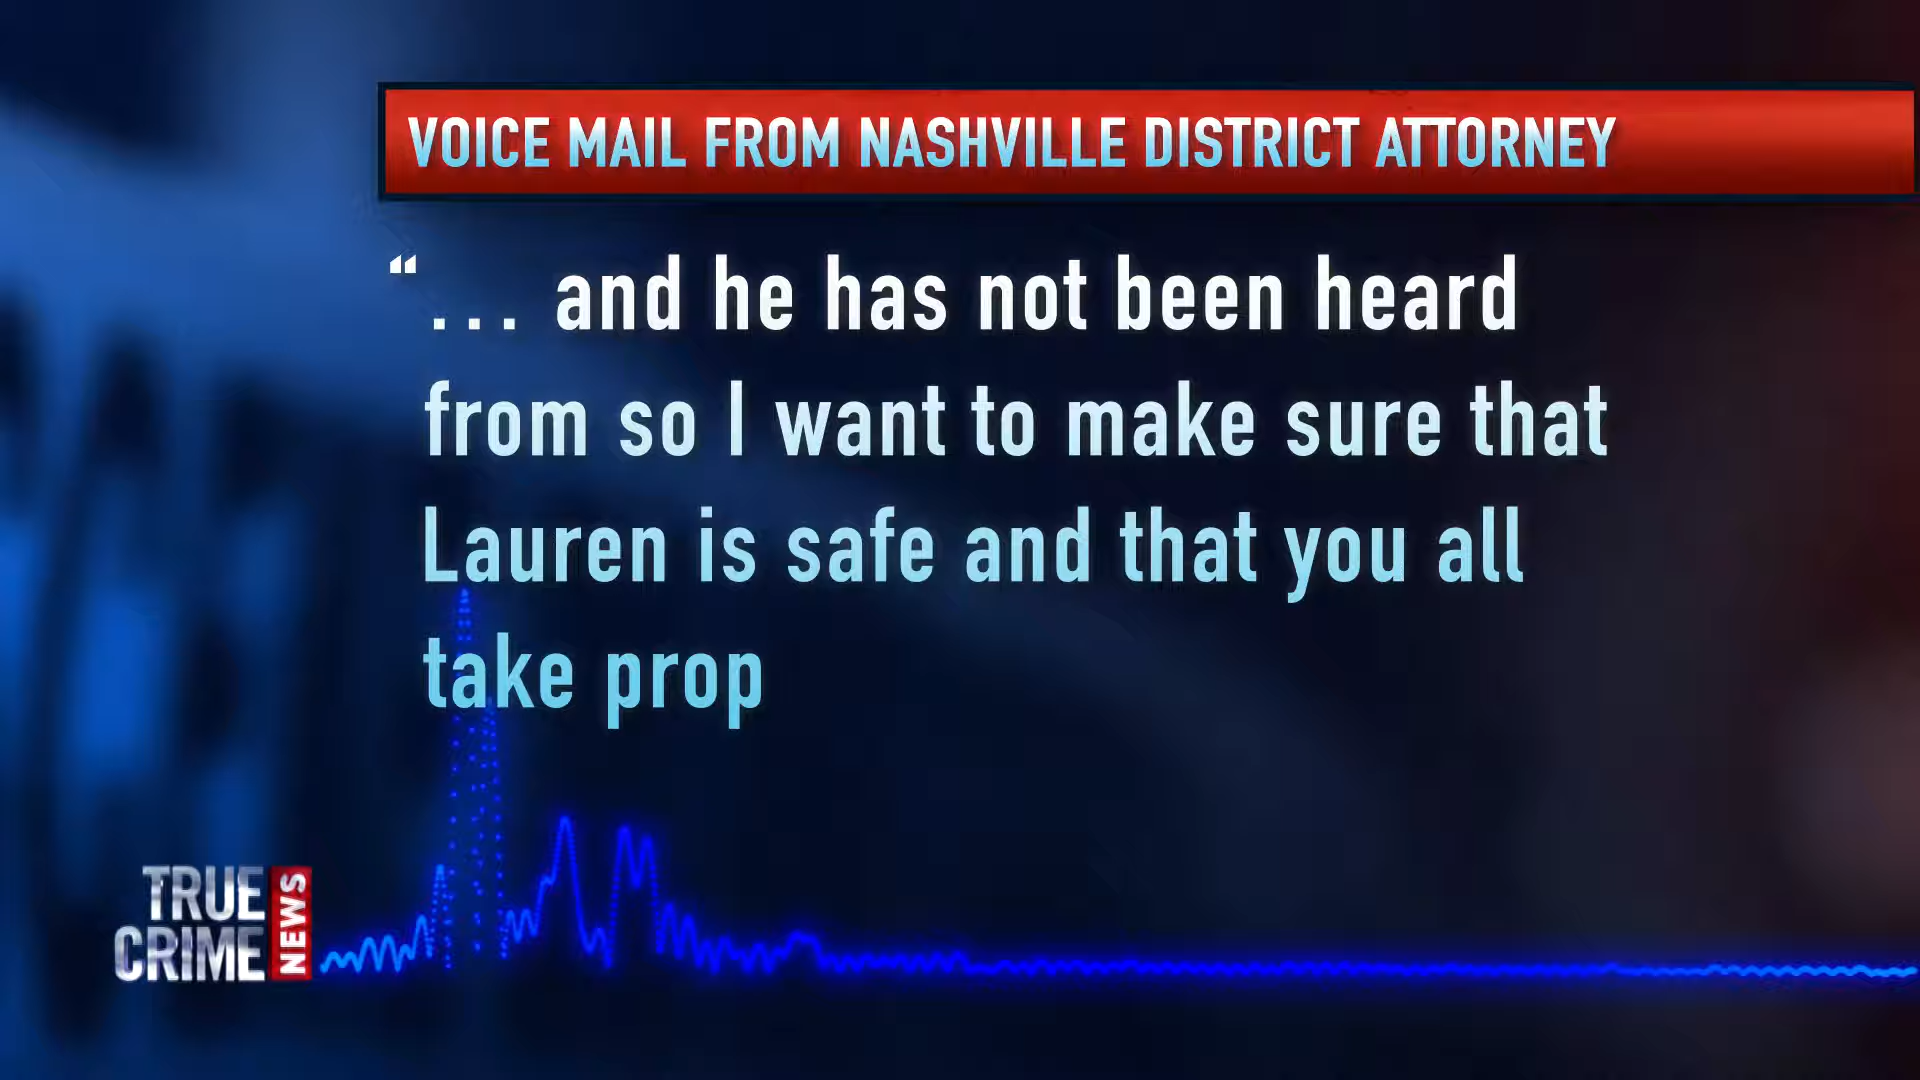 VOICE MAIL FROM NASHVILLE DISTRICT ATTORNEY
“... and he has not been heard
from so I want to make sure that
Lauren is safe and that you all
take prop
TRUE
CRIME
NEWS